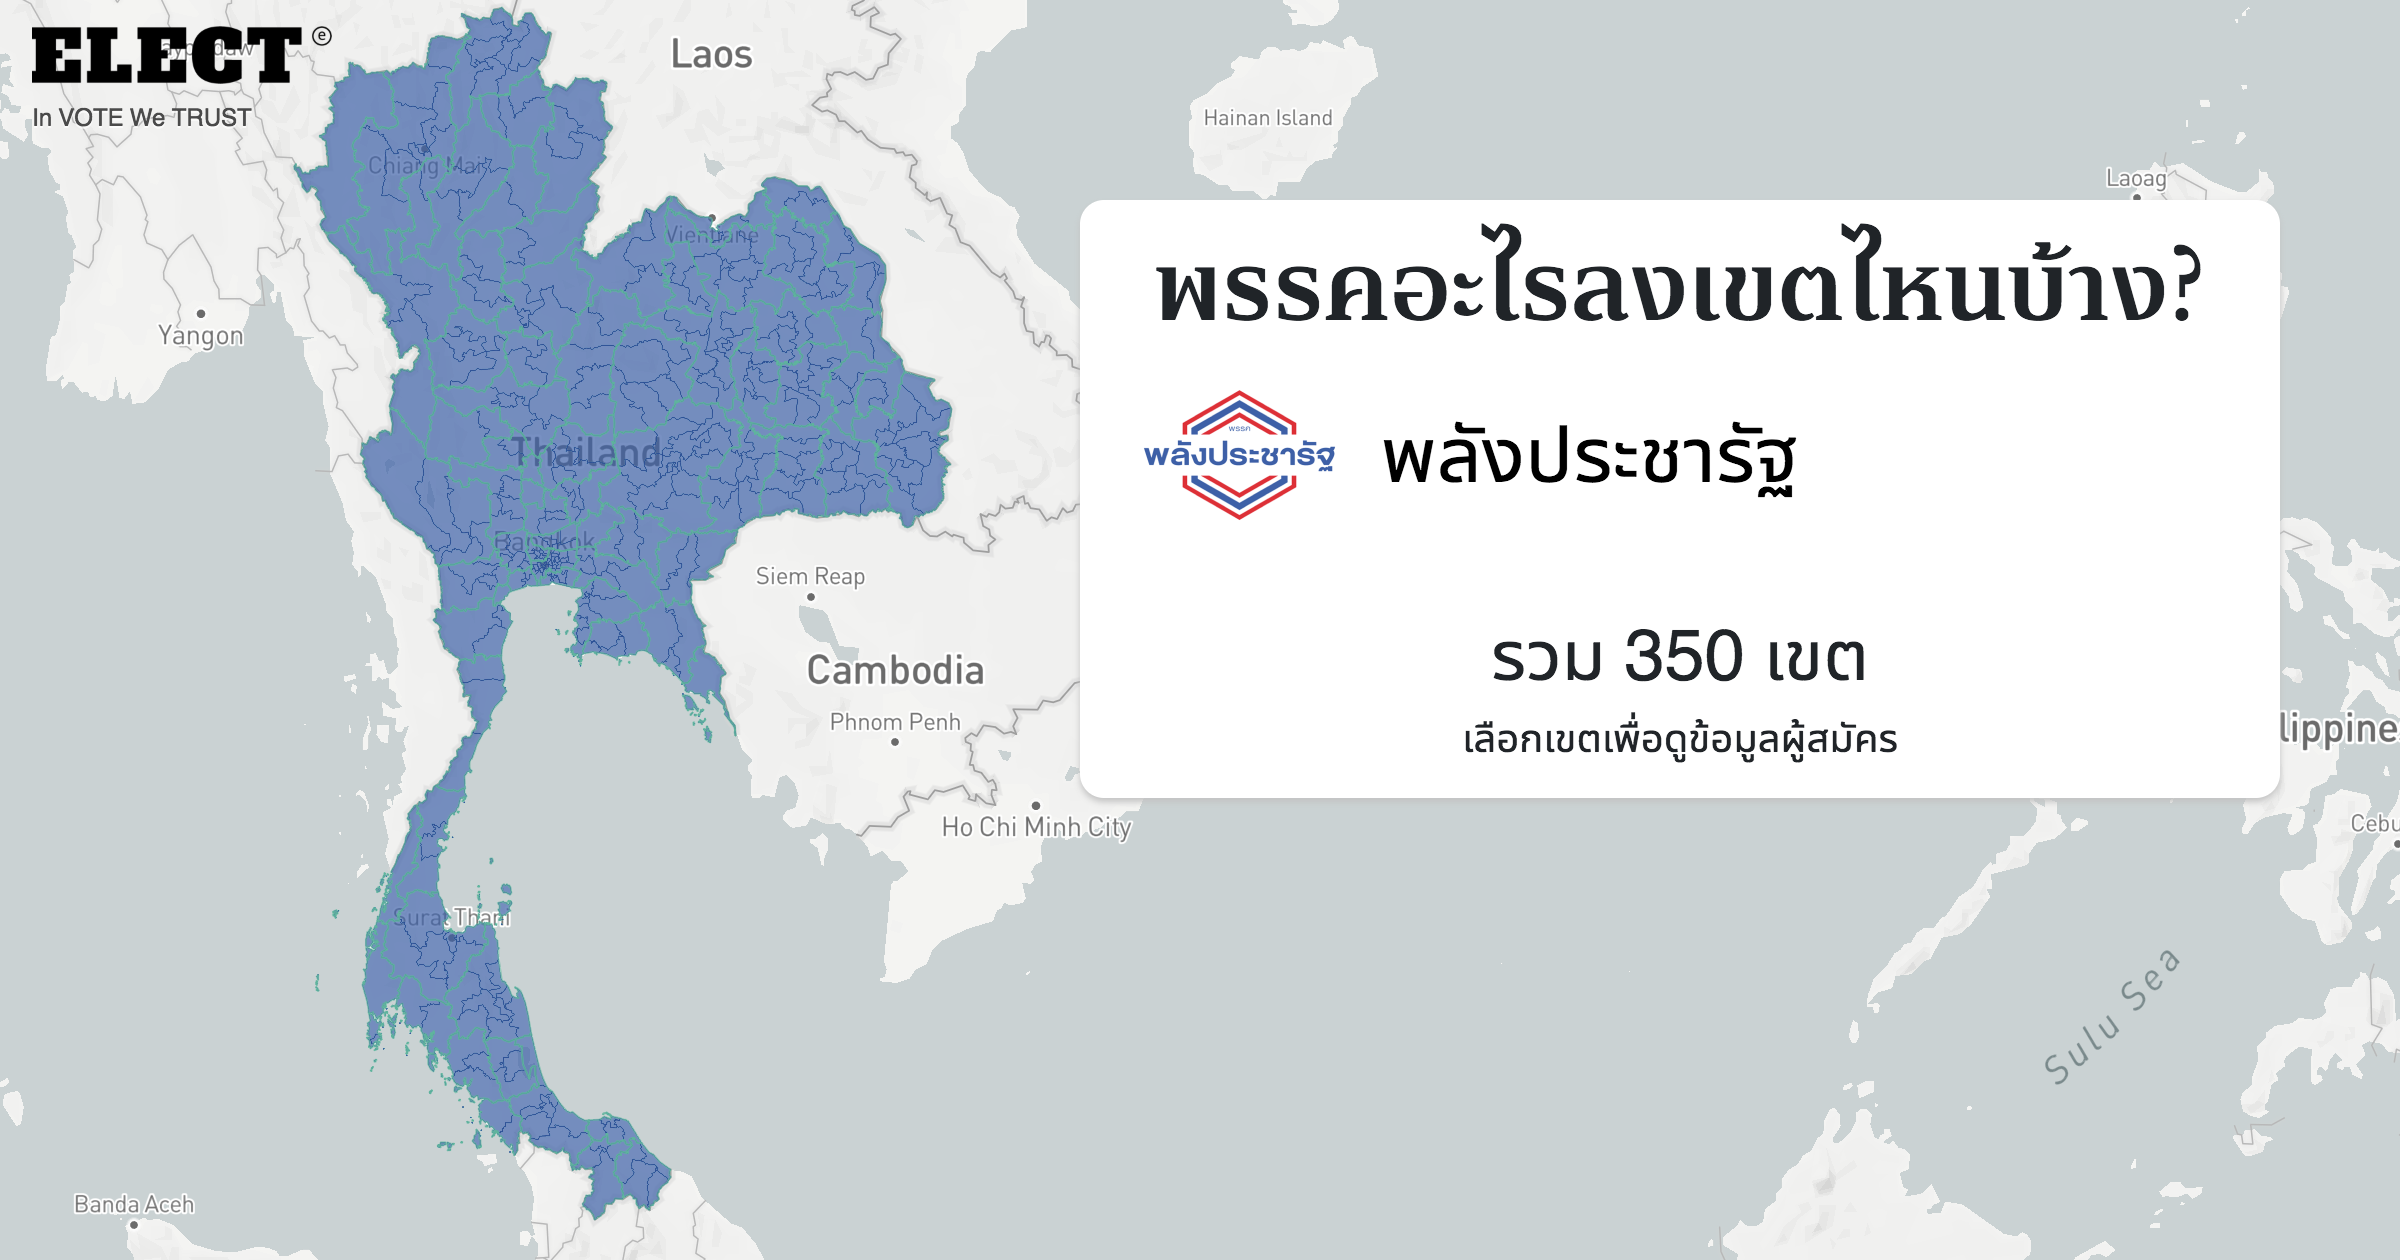 ELECT ⓔ
In VOTE We TRUST
Laos
Hainan Island
Laoag
Chiang Mai
Vientiane
Yangon
พรรคอะไรลงเขตไหนบ้าง?
พรรค
พลังประชารัฐ
พลังประชารัฐ
Thailand
Bangkok
Siem Reap
Cambodia
Phnom Penh
Ho Chi Minh City
รวม 350 เขต
เลือกเขตเพื่อดูข้อมูลผู้สมัคร
lippine
Cebu
Surat Thani
Sulu Sea
Banda Aceh